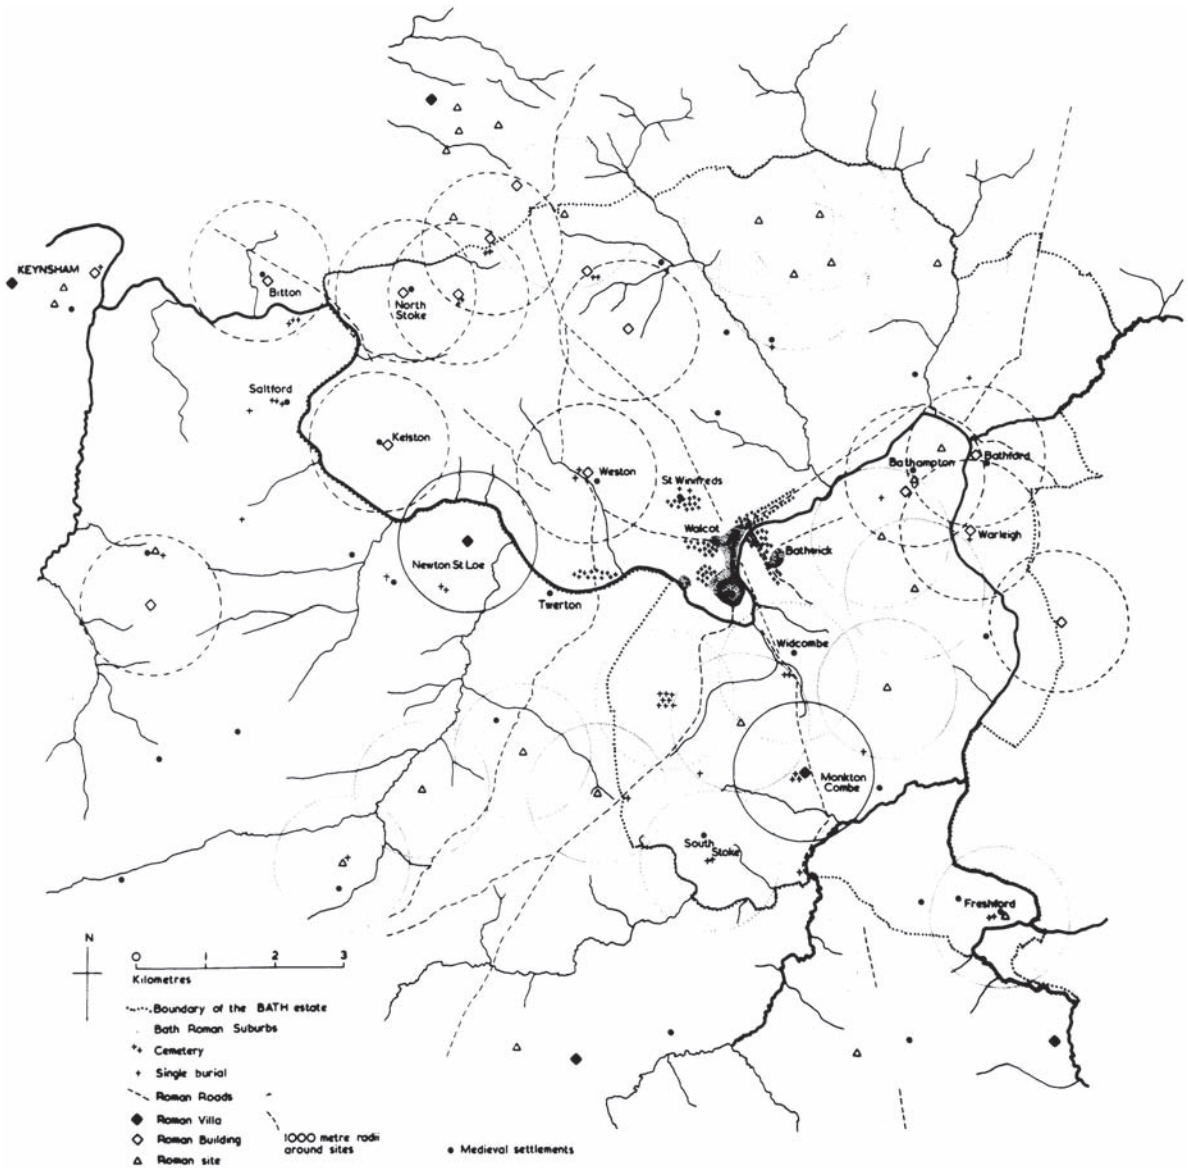 KEYNSHAM
Bitton
North
Stoke
Saltford
Kelston
Weston
St Winifreds
Bathampton
Bathford
Walcot
Bathwick
Warleigh
Newton St Loe
Twerton
Widcombe
Monkton
Combe
South
Stoke
Freshford
N
0 2 3
Kilometres
Boundary of the BATH estate
Bath Roman Suburbs
Cemetery
Single burial
Roman Roads
Roman Villa
Roman Building
Roman site
1000 metre radii
around sites
Medieval settlements